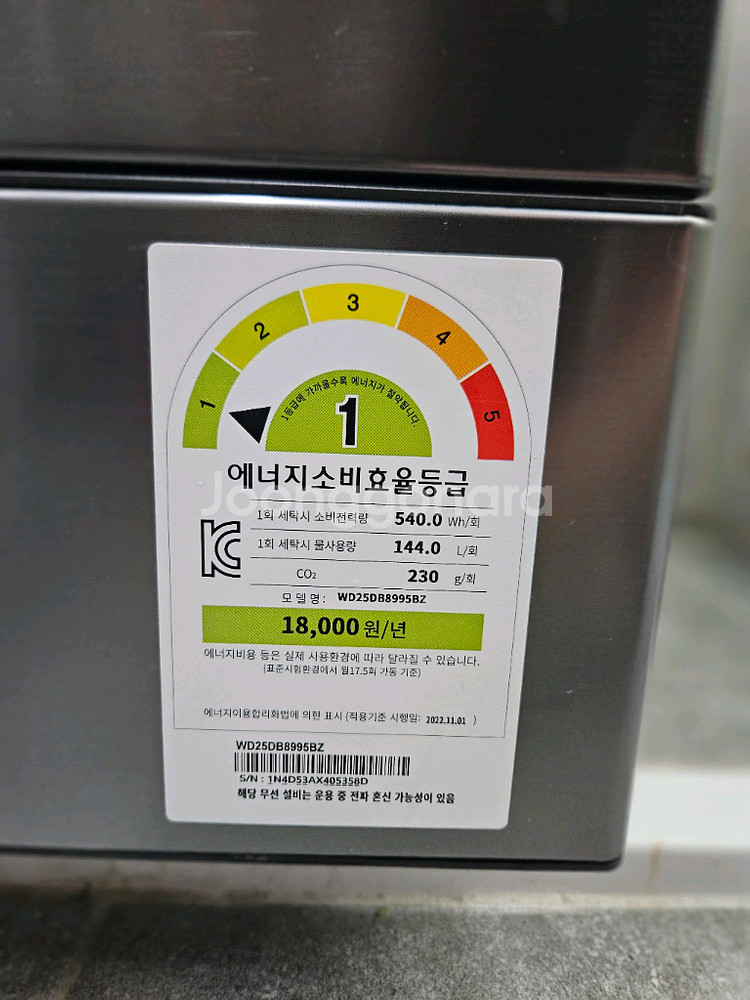 1
2
3
4
5
1등급에 가까울수록 에너지가 절약됩니다.
1
에너지소비효율등급
Joonggonara
1회 세탁시 소비전력량 540.0 Wh/회
1회 세탁시 물사용량 144.0 L/회
CO₂ 230 g/회
모델명: WD25DB8995BZ
18,000 원/년
에너지비용 등은 실제 사용환경에 따라 달라질 수 있습니다.
(표준시험환경에서 월17.5회 가동 기준)
에너지이용합리화법에 의한 표시 (적용기준 시행일: 2022.11.01 )
WD25DB8995BZ
S/N : 1N4D53AX405358D
해당 무선 설비는 운용 중 전파 혼신 가능성이 있음